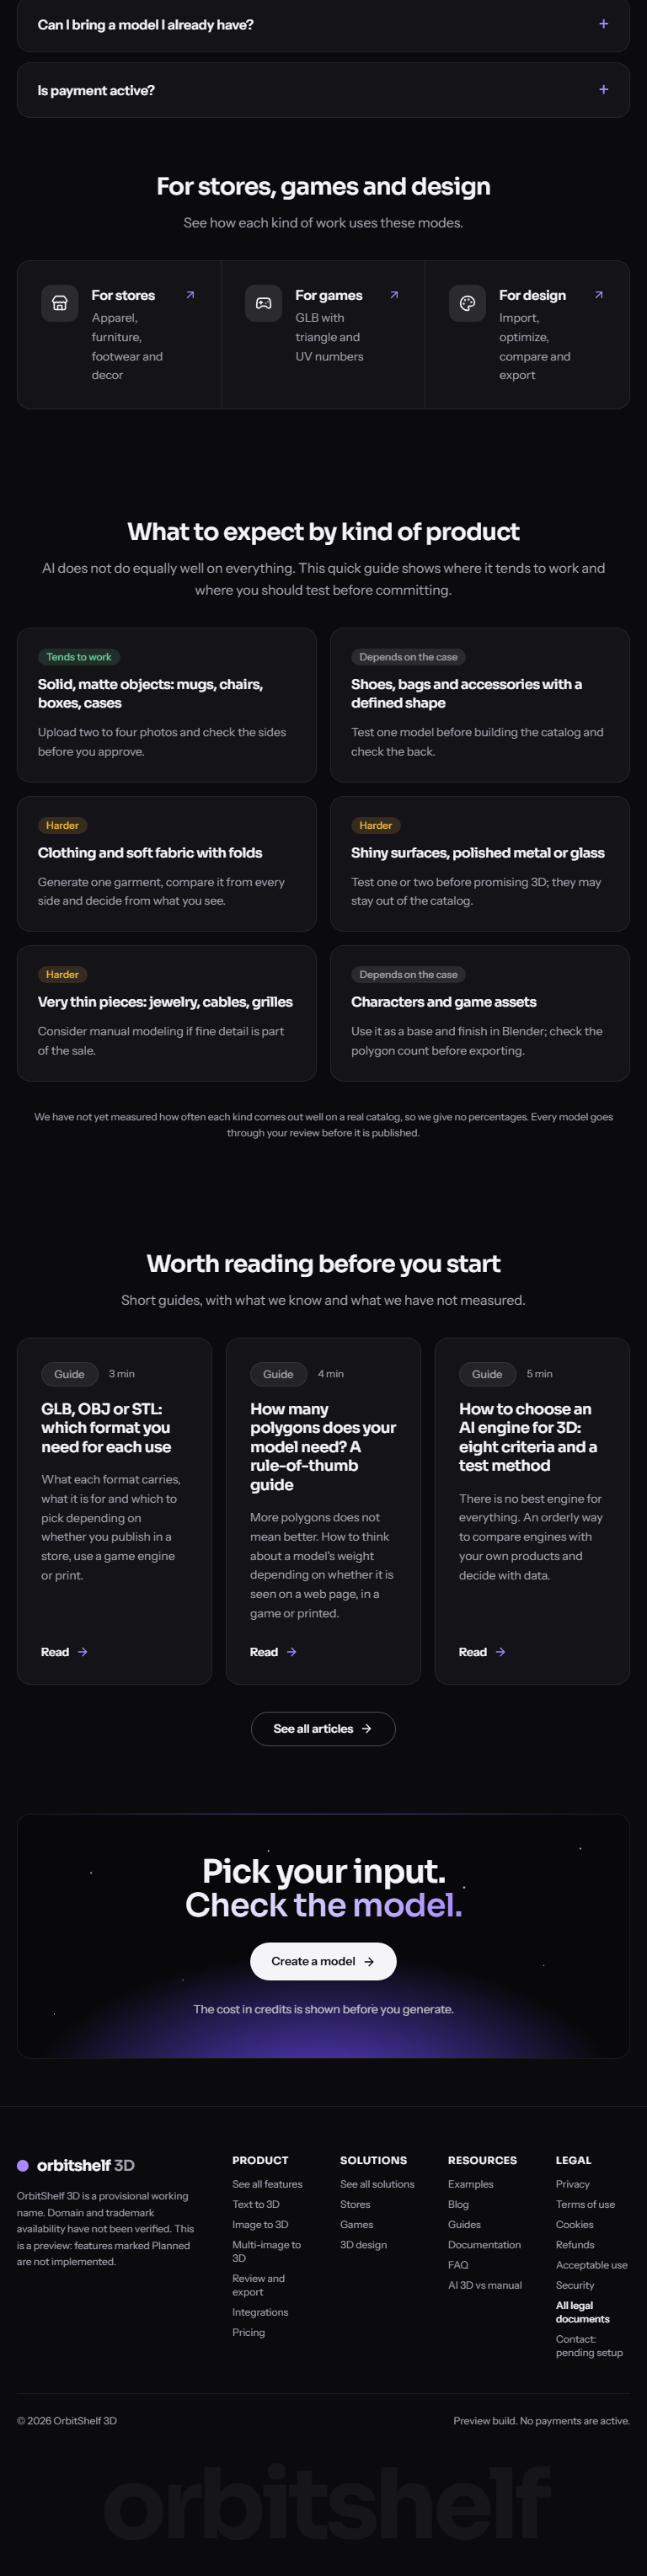 Can I bring a model I already have?
+
Is payment active?
+
For stores, games and design
See how each kind of work uses these modes.
For stores
Apparel,
furniture,
footwear and
decor
For games
GLB with
triangle and
UV numbers
For design
Import,
optimize,
compare and
export
What to expect by kind of product
AI does not do equally well on everything. This quick guide shows where it tends to work and
where you should test before committing.
Tends to work
Solid, matte objects: mugs, chairs,
boxes, cases
Upload two to four photos and check the sides
before you approve.
Depends on the case
Shoes, bags and accessories with a
defined shape
Test one model before building the catalog and
check the back.
Harder
Clothing and soft fabric with folds
Generate one garment, compare it from every
side and decide from what you see.
Harder
Shiny surfaces, polished metal or glass
Test one or two before promising 3D; they may
stay out of the catalog.
Harder
Very thin pieces: jewelry, cables, grilles
Consider manual modeling if fine detail is part
of the sale.
Depends on the case
Characters and game assets
Use it as a base and finish in Blender; check the
polygon count before exporting.
We have not yet measured how often each kind comes out well on a real catalog, so we give no percentages. Every model goes
through your review before it is published.
Worth reading before you start
Short guides, with what we know and what we have not measured.
Guide
3 min
GLB, OBJ or STL:
which format you
need for each use
What each format carries,
what it is for and which to
pick depending on
whether you publish in a
store, use a game engine
or print.
Read
Guide
4 min
How many
polygons does your
model need? A
rule-of-thumb
guide
More polygons does not
mean better. How to think
about a model's weight
depending on whether it is
seen on a web page, in a
game or printed.
Read
Guide
5 min
How to choose an
AI engine for 3D:
eight criteria and a
test method
There is no best engine for
everything. An orderly way
to compare engines with
your own products and
decide with data.
Read
See all articles
Pick your input.
Check the model.
Create a model
The cost in credits is shown before you generate.
orbitshelf 3D
OrbitShelf 3D is a provisional working
name. Domain and trademark
availability have not been verified. This
is a preview: features marked Planned
are not implemented.
PRODUCT
See all features
Text to 3D
Image to 3D
Multi-image to
3D
Review and
export
Integrations
Pricing
SOLUTIONS
See all solutions
Stores
Games
3D design
RESOURCES
Examples
Blog
Guides
Documentation
FAQ
AI 3D vs manual
LEGAL
Privacy
Terms of use
Cookies
Refunds
Acceptable use
Security
All legal
documents
Contact:
pending setup
© 2026 OrbitShelf 3D
Preview build. No payments are active.
orbitshelf